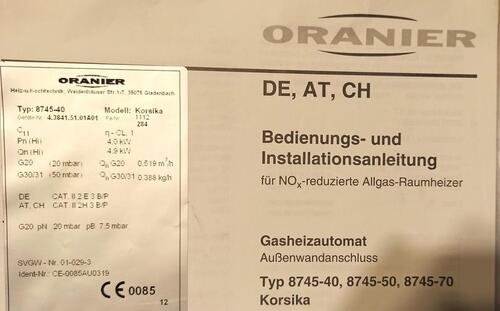 ORANIER
Heiz-u.Kochtechnik, Weidenhäuser Str.1-7, 35075 Gladenbach
Typ: 8745-40 Modell: Korsika
Geräte-Nr. 4.3841.51.01A01 Fa-Nr. 1112
284
C11 η - CL. 1
Pn (Hi) 4.0 kW
Qn (Hi) 4.9 kW
G20 (20 mbar) Qn G20 0.519 m³/h
G30/31 (50 mbar) Qn G30/31 0.388 kg/h
DE CAT. II 2 E 3 B/P
AT, CH CAT. II 2H 3 B/P
G20 pN 20 mbar pB 7.5 mbar
SVGW - Nr. 01-029-3
Ident-Nr.: CE-0085AU0319
CE 0085
12
ORANIER
DE, AT, CH
Bedienungs- und
Installationsanleitung
für NOx-reduzierte Allgas-Raumheizer
Gasheizautomat
Außenwandanschluss
Typ 8745-40, 8745-50, 8745-70
Korsika